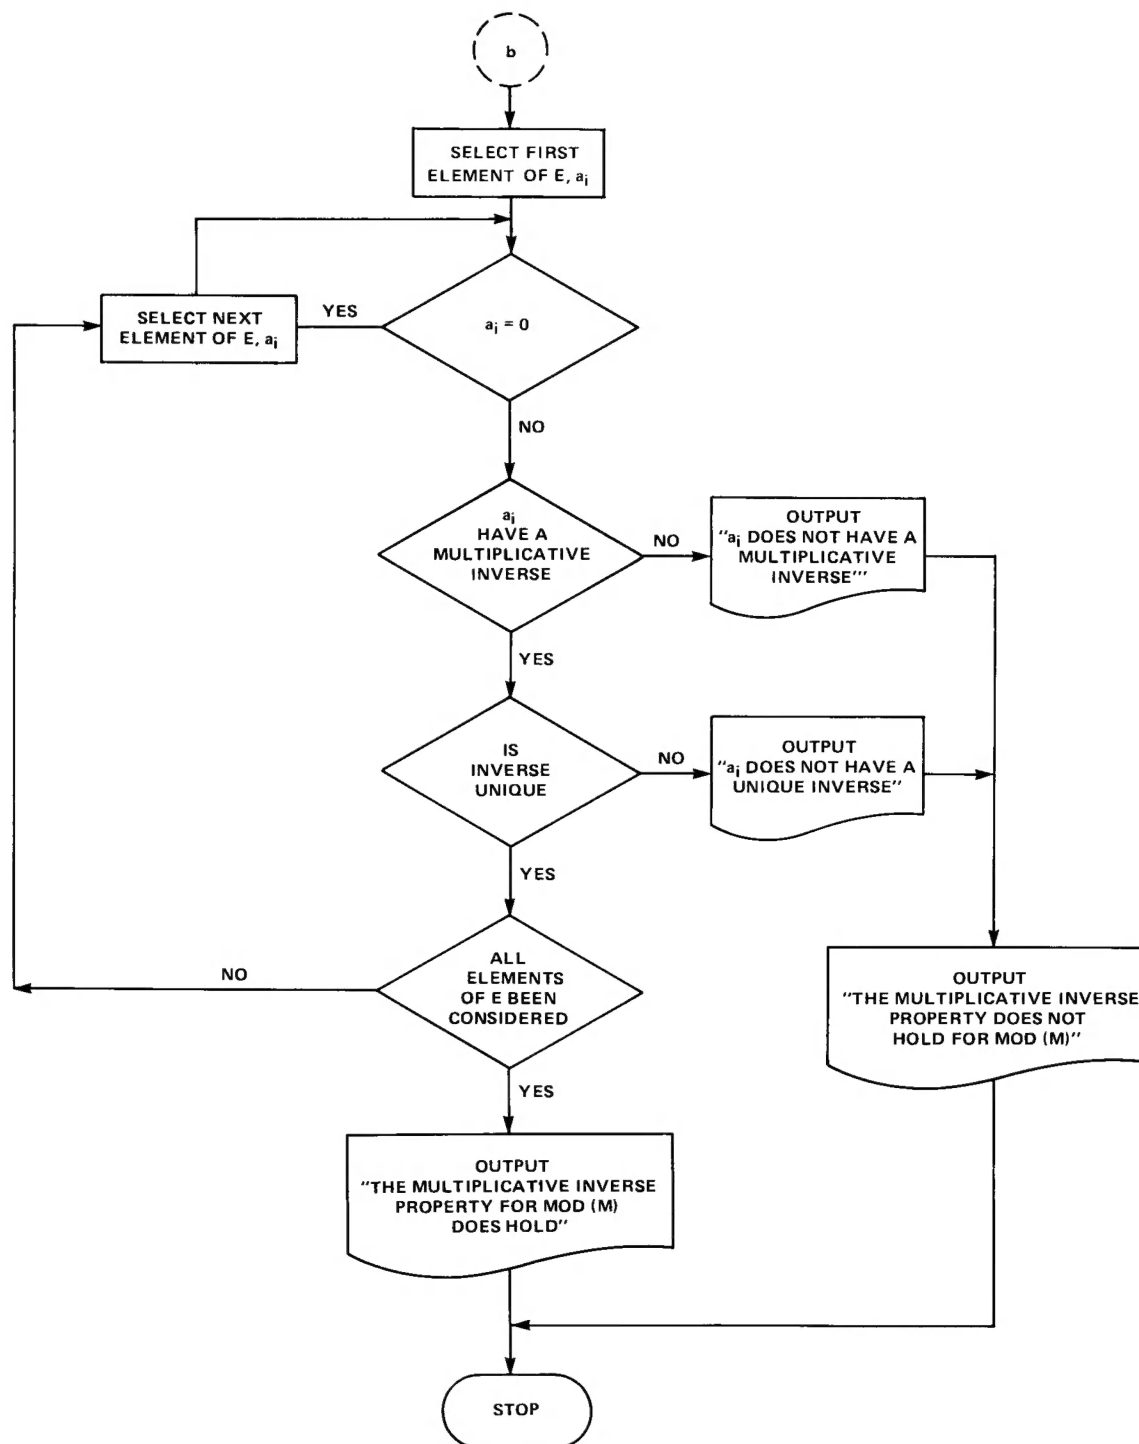 b
SELECT FIRST
ELEMENT OF E, ai
SELECT NEXT
ELEMENT OF E, ai
YES
ai = 0
NO
ai
HAVE A
MULTIPLICATIVE
INVERSE
NO
OUTPUT
"ai DOES NOT HAVE A
MULTIPLICATIVE
INVERSE'"
YES
IS
INVERSE
UNIQUE
NO
OUTPUT
"ai DOES NOT HAVE A
UNIQUE INVERSE"
YES
ALL
ELEMENTS
OF E BEEN
CONSIDERED
NO
OUTPUT
"THE MULTIPLICATIVE INVERSE
PROPERTY DOES NOT
HOLD FOR MOD (M)"
YES
OUTPUT
"THE MULTIPLICATIVE INVERSE
PROPERTY FOR MOD (M)
DOES HOLD"
STOP